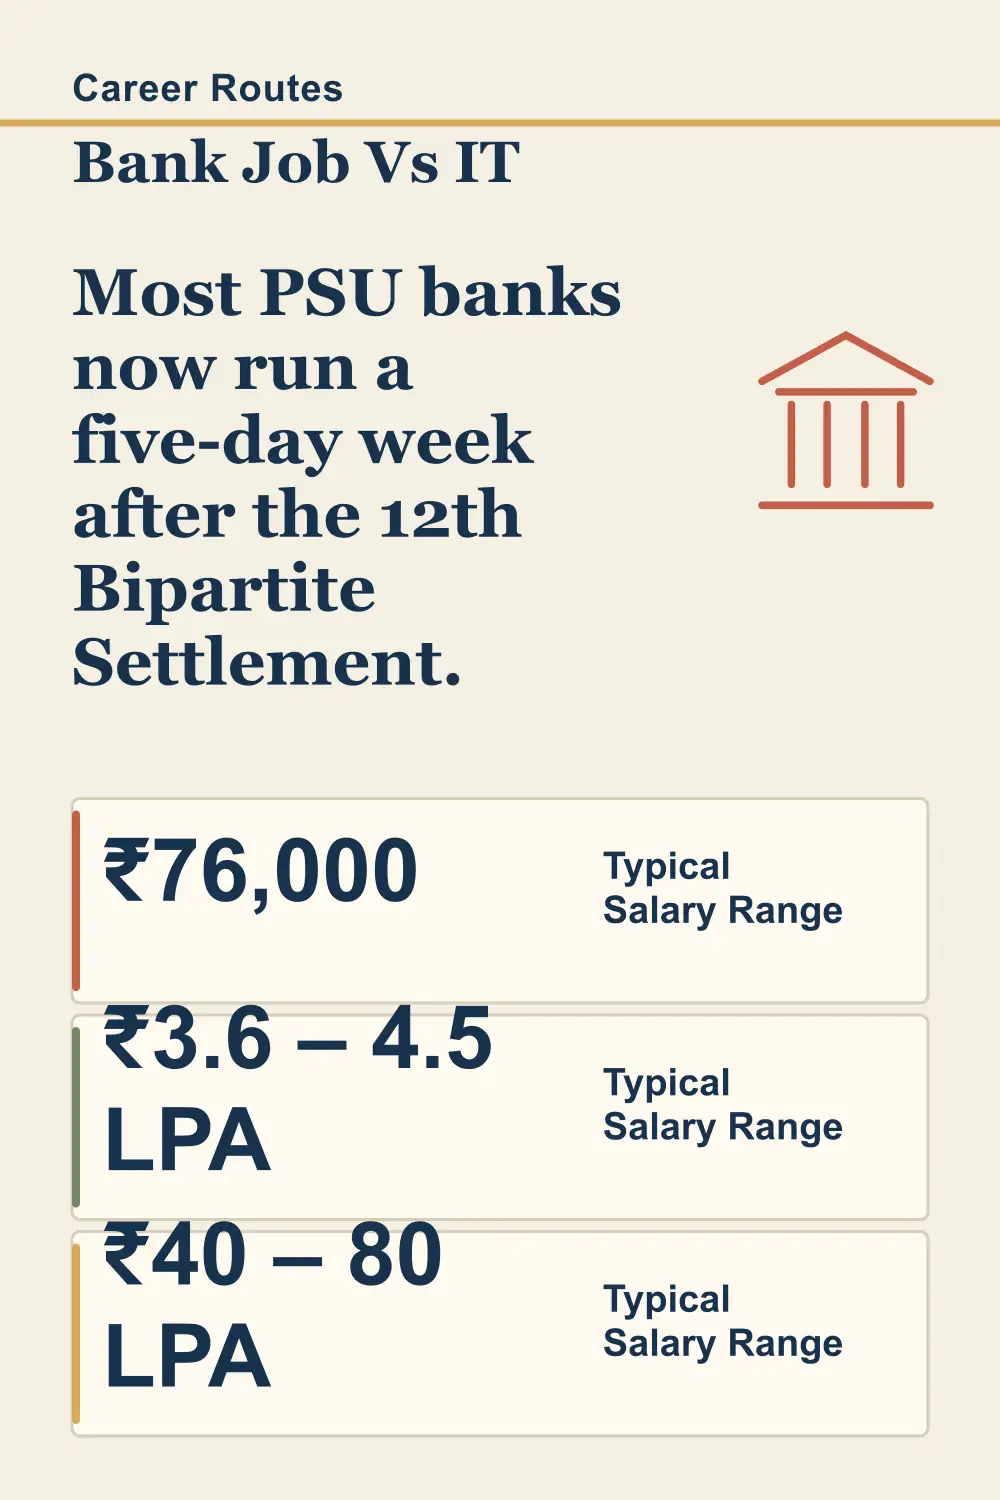 Career Routes
Bank Job Vs IT
Most PSU banks
now run a
five-day week
after the 12th
Bipartite
Settlement.
₹76,000
Typical
Salary Range
₹3.6 – 4.5
LPA
Typical
Salary Range
₹40 – 80
LPA
Typical
Salary Range